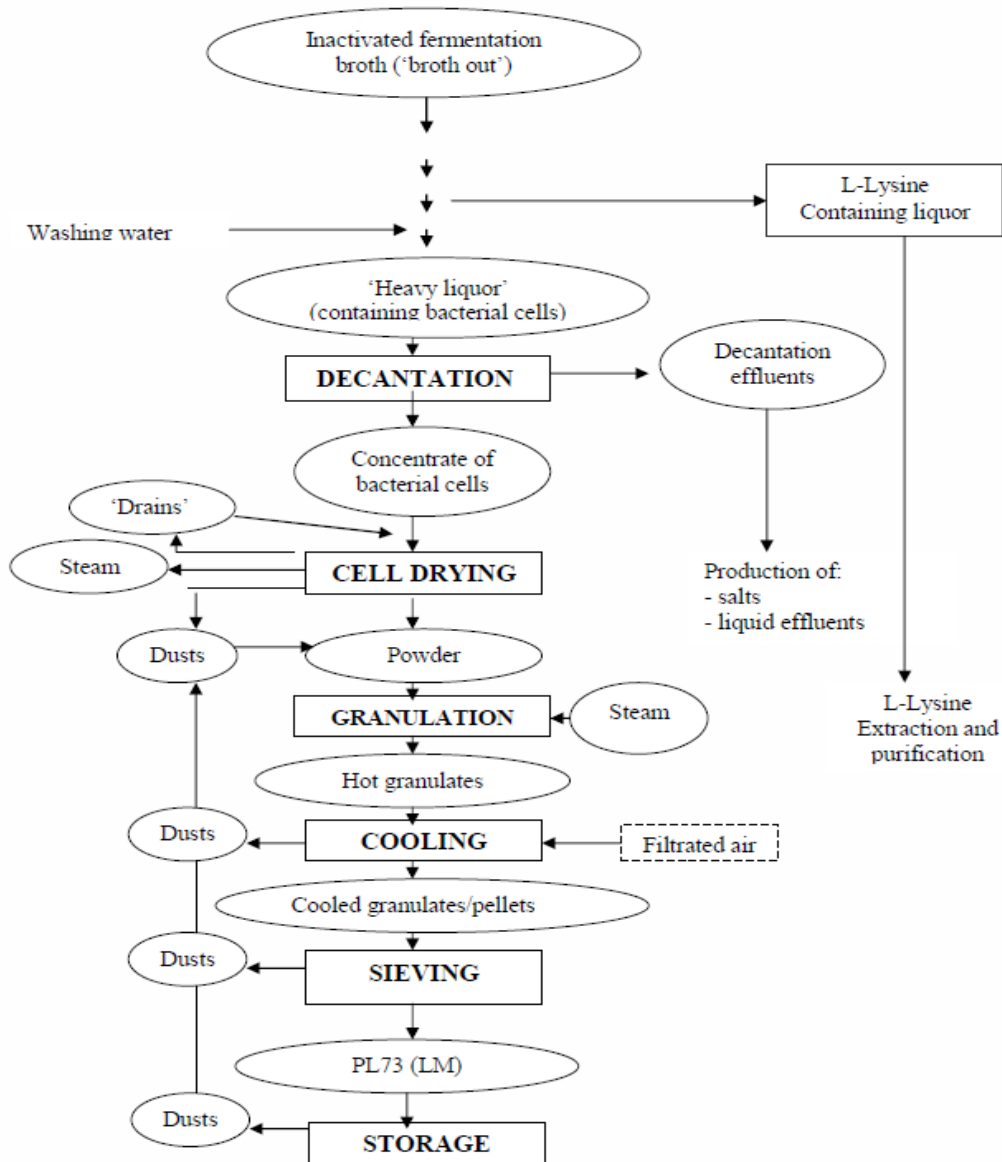 Inactivated fermentation
broth (‘broth out’)
L-Lysine
Containing liquor
Washing water
‘Heavy liquor’
(containing bacterial cells)
Decantation
effluents
DECANTATION
Concentrate of
bacterial cells
‘Drains’
Steam
CELL DRYING
Production of:
- salts
- liquid effluents
Dusts
Powder
GRANULATION
Steam
L-Lysine
Extraction and
purification
Hot granulates
Dusts
COOLING
Filtrated air
Cooled granulates/pellets
Dusts
SIEVING
PL73 (LM)
Dusts
STORAGE